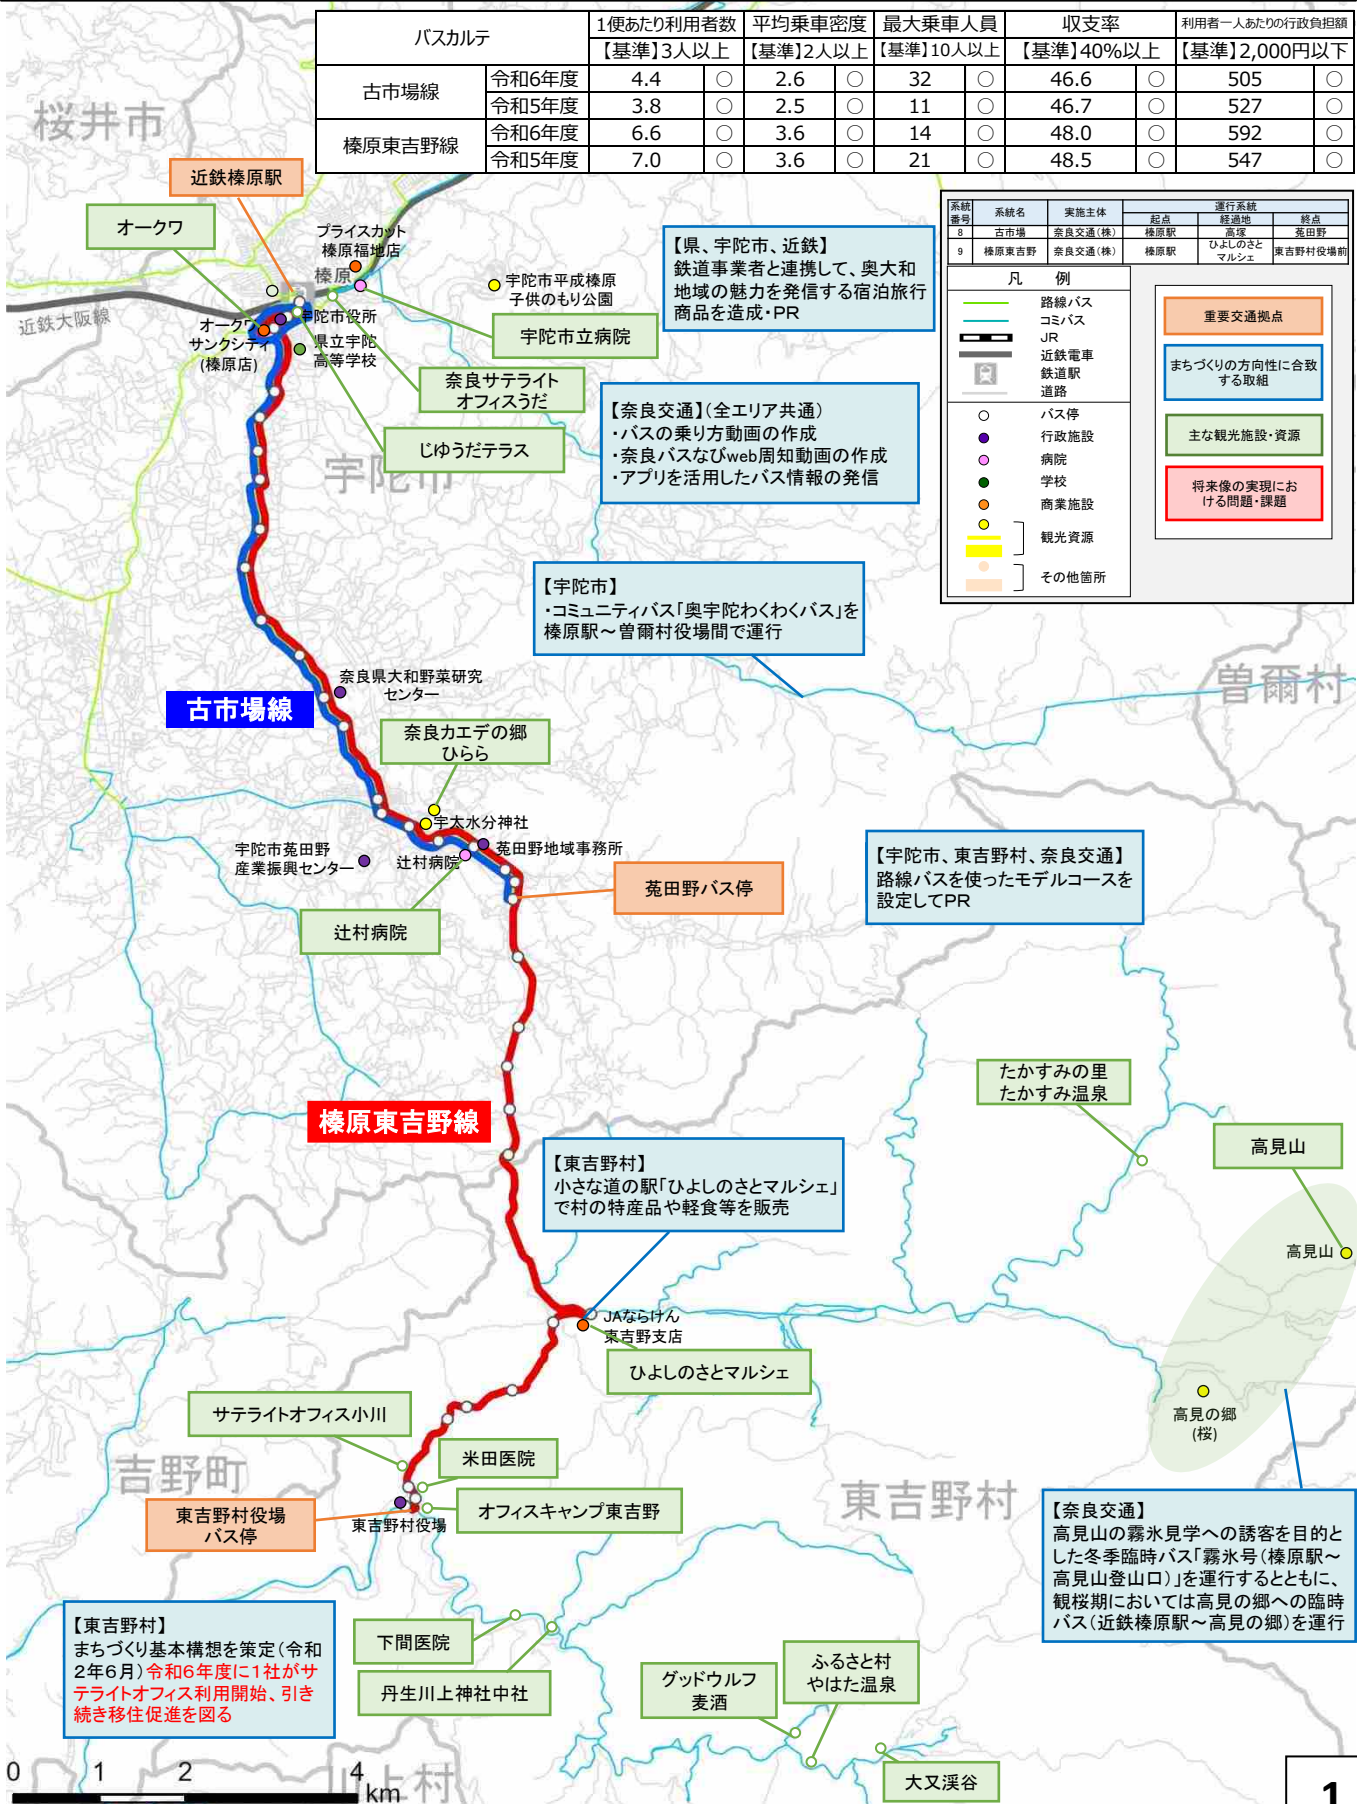 バスカルテ
1便あたり利用者数 平均乗車密度 最大乗車人員 収支率 利用者一人あたりの行政負担額
【基準】3人以上 【基準】2人以上 【基準】10人以上 【基準】40%以上 【基準】2,000円以下
古市場線
令和6年度 4.4 ○ 2.6 ○ 32 ○ 46.6 ○ 505 ○
令和5年度 3.8 ○ 2.5 ○ 11 ○ 46.7 ○ 527 ○
榛原東吉野線
令和6年度 6.6 ○ 3.6 ○ 14 ○ 48.0 ○ 592 ○
令和5年度 7.0 ○ 3.6 ○ 21 ○ 48.5 ○ 547 ○
系統番号 系統名 実施主体 運行系統
起点 経過地 終点
8 古市場 奈良交通(株) 榛原駅 高塚 菟田野
9 榛原東吉野 奈良交通(株) 榛原駅 ひよしのさとマルシェ 東吉野村役場前
凡 例
路線バス
コミバス
JR
近鉄電車
鉄道駅
道路
バス停
行政施設
病院
学校
商業施設
観光資源
その他箇所
重要交通拠点
まちづくりの方向性に合致
する取組
主な観光施設・資源
将来像の実現にお
ける問題・課題
桜井市
近鉄榛原駅
オークワ
プライスカット
榛原福地店
榛原
宇陀市平成榛原
子供のもり公園
近鉄大阪線
オークワ
サンクシティ
(榛原店)
宇陀市役所
県立宇陀
高等学校
宇陀市立病院
奈良サテライト
オフィスうだ
じゆうだテラス
宇陀市
【県、宇陀市、近鉄】
鉄道事業者と連携して、奥大和
地域の魅力を発信する宿泊旅行
商品を造成・PR
【奈良交通】(全エリア共通)
・バスの乗り方動画の作成
・奈良バスなびweb周知動画の作成
・アプリを活用したバス情報の発信
【宇陀市】
・コミュニティバス「奥宇陀わくわくバス」を
榛原駅～曽爾村役場間で運行
曽爾村
奈良県大和野菜研究
センター
古市場線
奈良カエデの郷
ひらら
宇太水分神社
菟田野地域事務所
辻村病院
宇陀市菟田野
産業振興センター
辻村病院
菟田野バス停
【宇陀市、東吉野村、奈良交通】
路線バスを使ったモデルコースを
設定してPR
たかすみの里
たかすみ温泉
高見山
高見山
榛原東吉野線
【東吉野村】
小さな道の駅「ひよしのさとマルシェ」
で村の特産品や軽食等を販売
JAならけん
東吉野支店
ひよしのさとマルシェ
高見の郷
(桜)
サテライトオフィス小川
米田医院
吉野町
東吉野村
東吉野村役場
バス停
東吉野村役場
オフィスキャンプ東吉野
【奈良交通】
高見山の霧氷見学への誘客を目的と
した冬季臨時バス「霧氷号(榛原駅～
高見山登山口)」を運行するとともに、
観桜期においては高見の郷への臨時
バス(近鉄榛原駅～高見の郷)を運行
【東吉野村】
まちづくり基本構想を策定(令和
2年6月)令和6年度に1社がサ
テライトオフィス利用開始、引き
続き移住促進を図る
下間医院
丹生川上神社中社
グッドウルフ
麦酒
ふるさと村
やはた温泉
大又渓谷
川上村
0 1 2 4
km
1